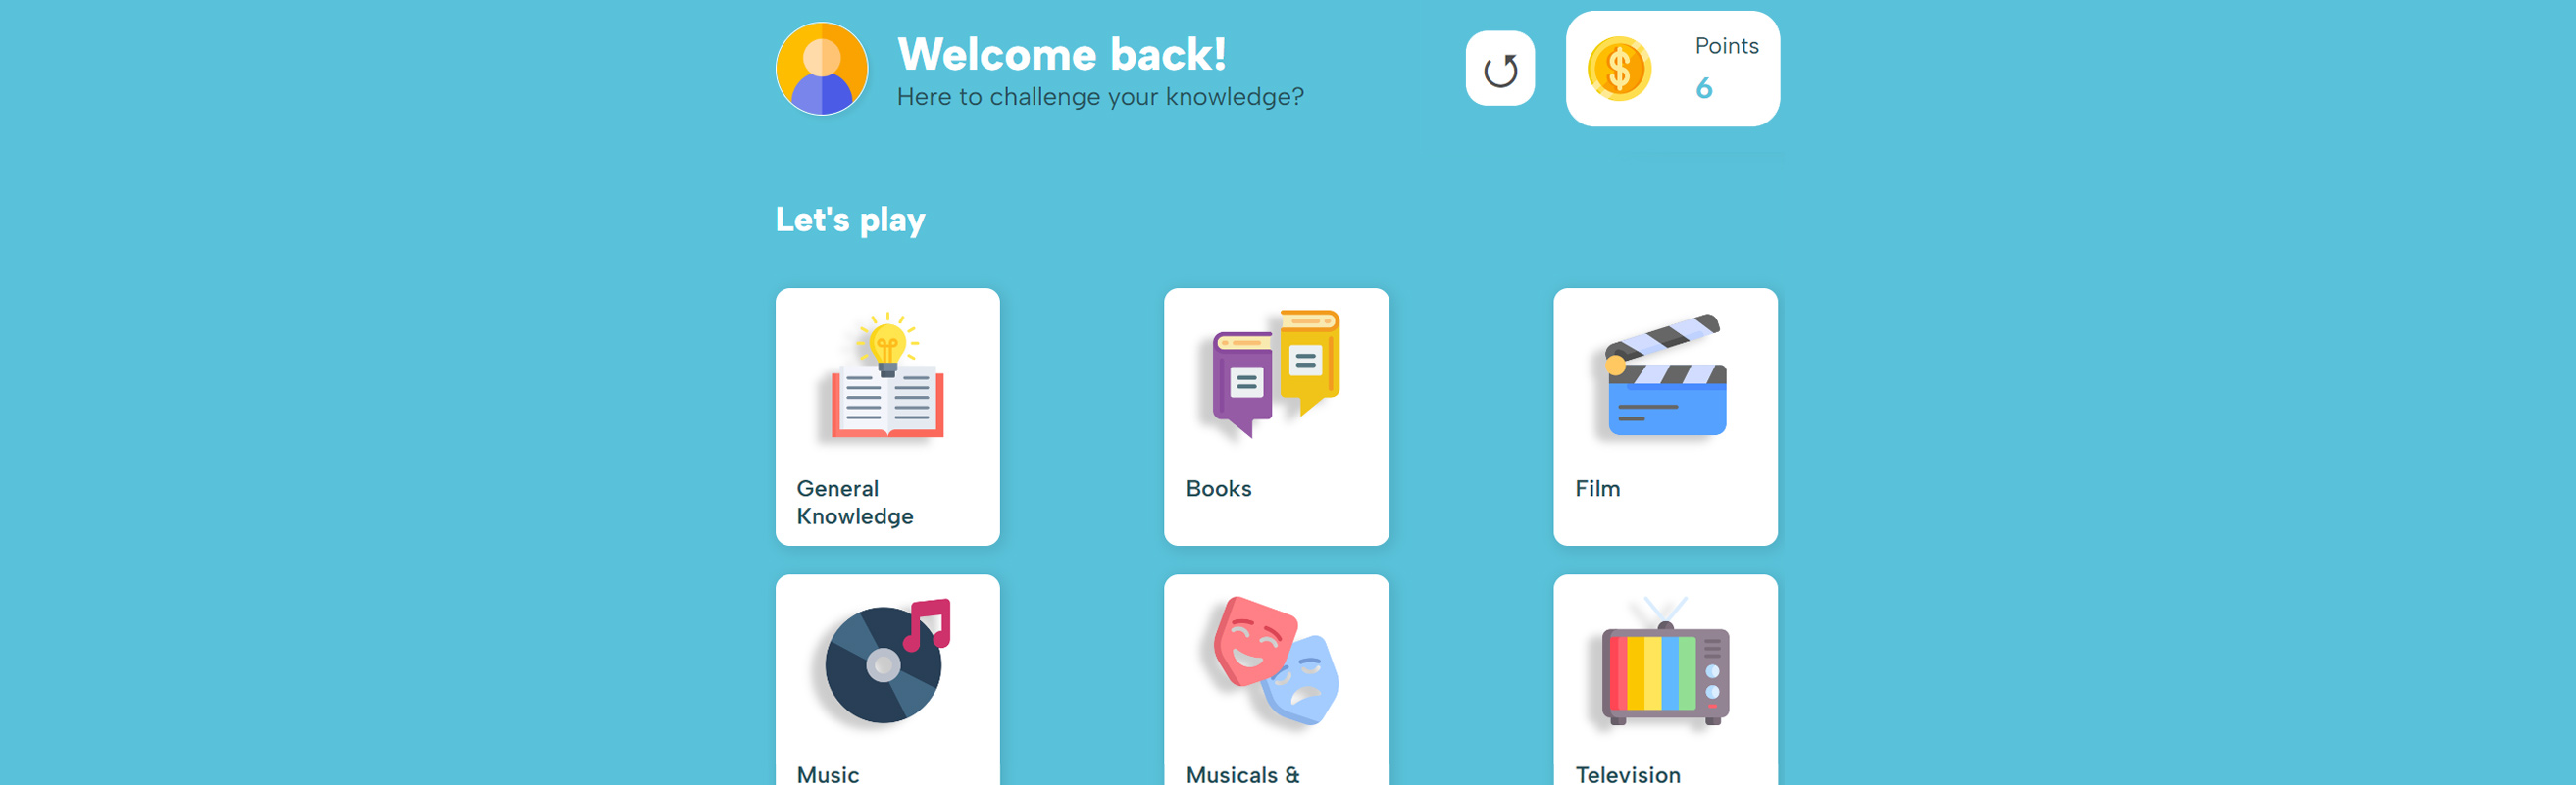 Welcome back!
Here to challenge your knowledge?
Points
6
Let's play
General
Knowledge
Books
Film
Music
Musicals &
Television